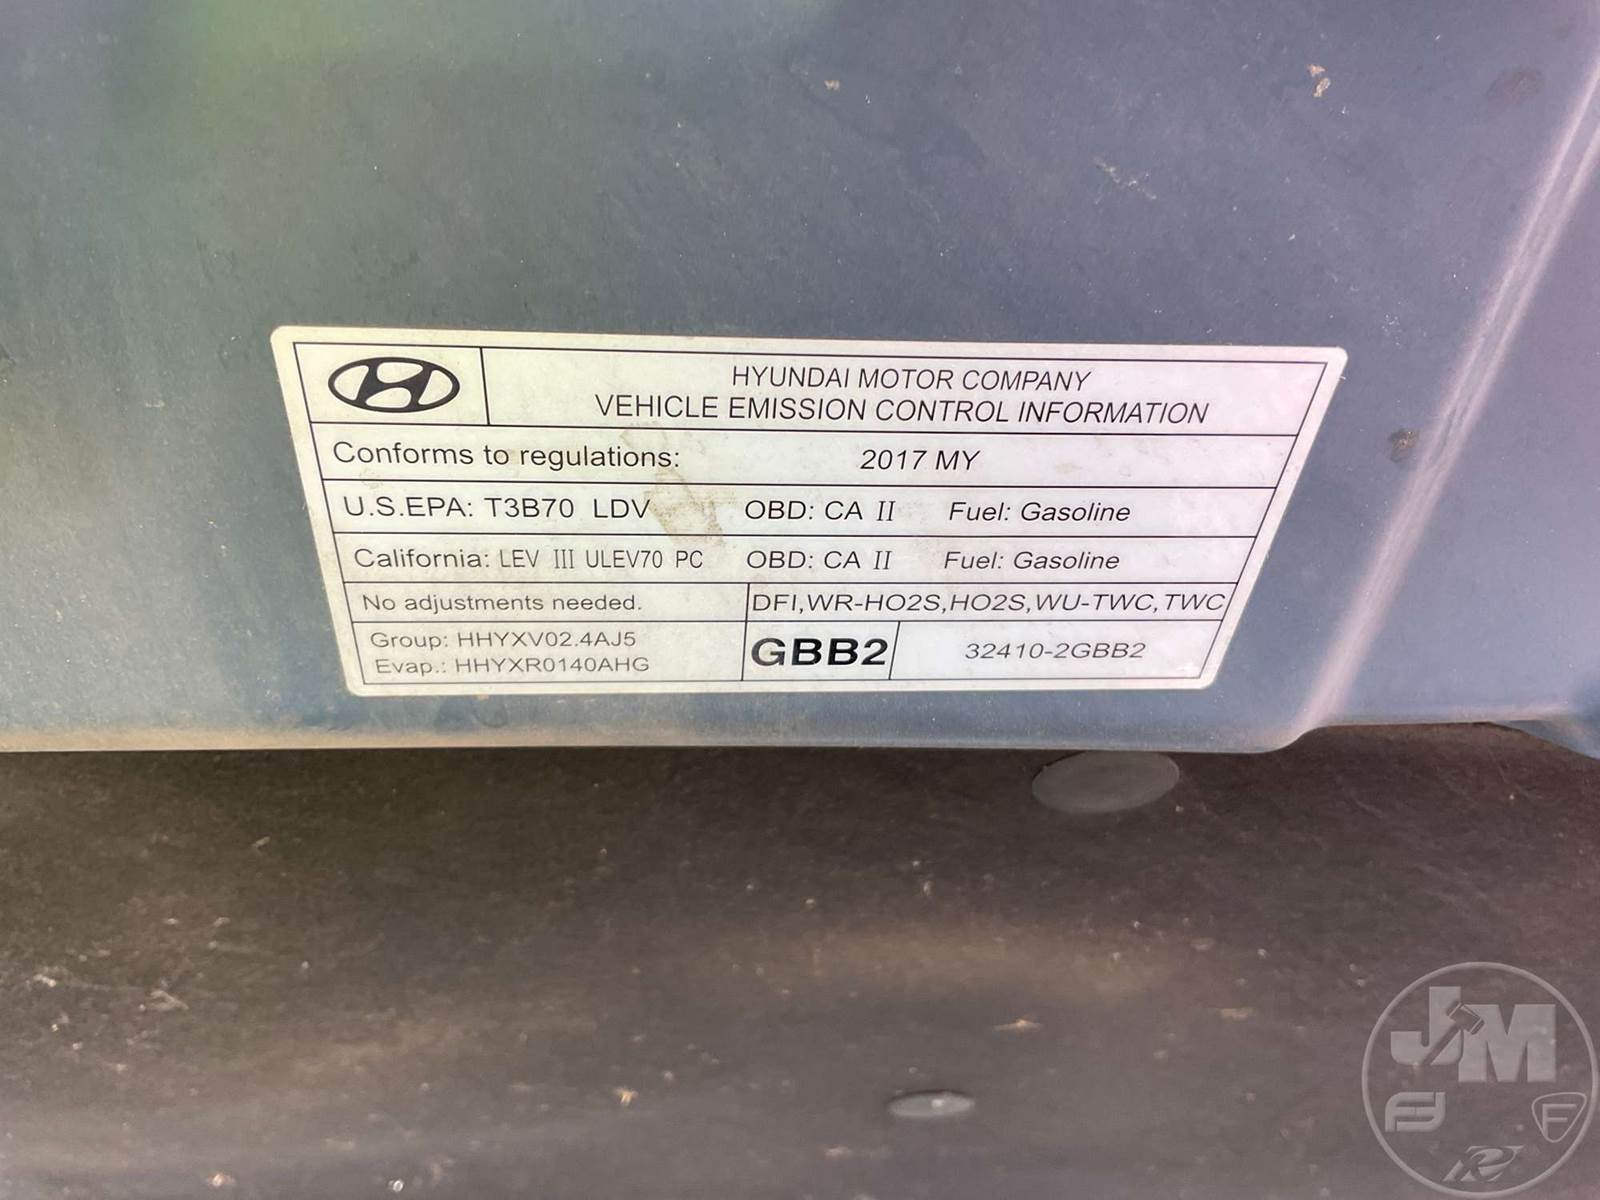 HYUNDAI MOTOR COMPANY
VEHICLE EMISSION CONTROL INFORMATION
Conforms to regulations: 2017 MY
U.S.EPA: T3B70 LDV OBD: CA II Fuel: Gasoline
California: LEV III ULEV70 PC OBD: CA II Fuel: Gasoline
No adjustments needed. DFI,WR-HO2S,HO2S,WU-TWC,TWC
Group: HHYXV02.4AJ5
Evap.: HHYXR0140AHG
GBB2 32410-2GBB2
JM